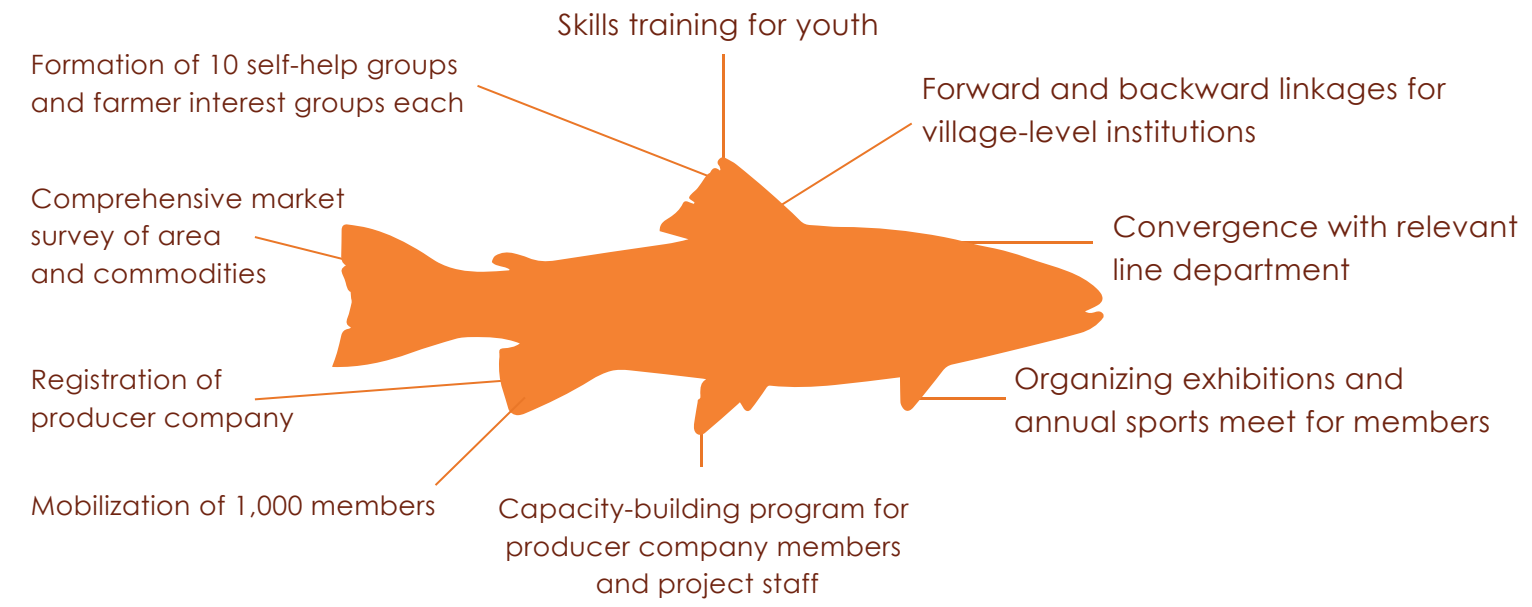 Skills training for youth
Formation of 10 self-help groups
and farmer interest groups each
Forward and backward linkages for
village-level institutions
Comprehensive market
survey of area
and commodities
Convergence with relevant
line department
Registration of
producer company
Organizing exhibitions and
annual sports meet for members
Mobilization of 1,000 members
Capacity-building program for
producer company members
and project staff